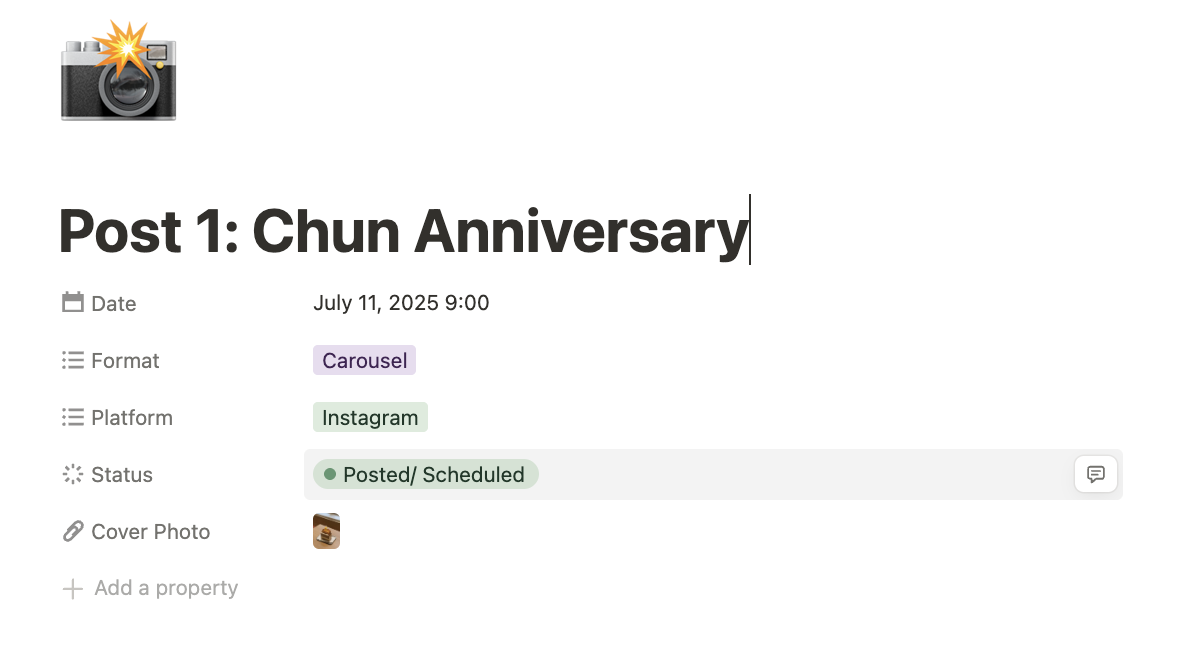 Post 1: Chun Anniversary
Date July 11, 2025 9:00
Format Carousel
Platform Instagram
Status Posted/ Scheduled
Cover Photo
Add a property